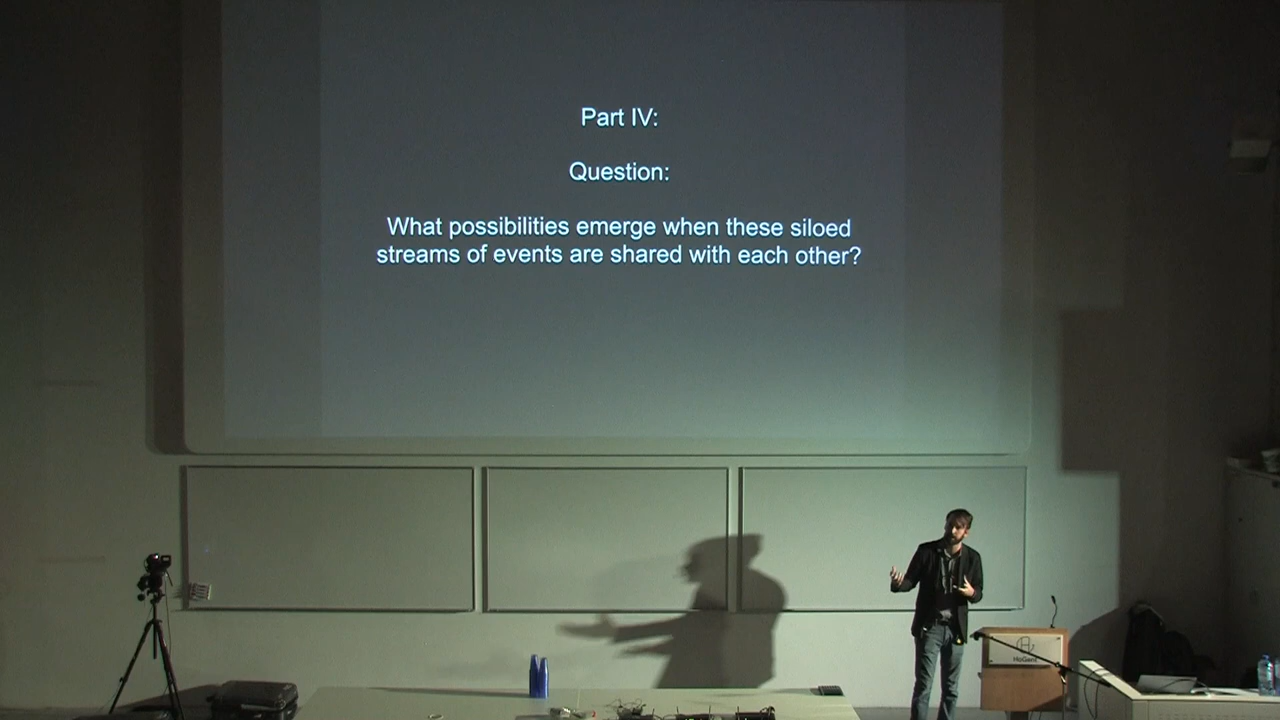 Part IV:
Question:
What possibilities emerge when these siloed
streams of events are shared with each other?
HoGent